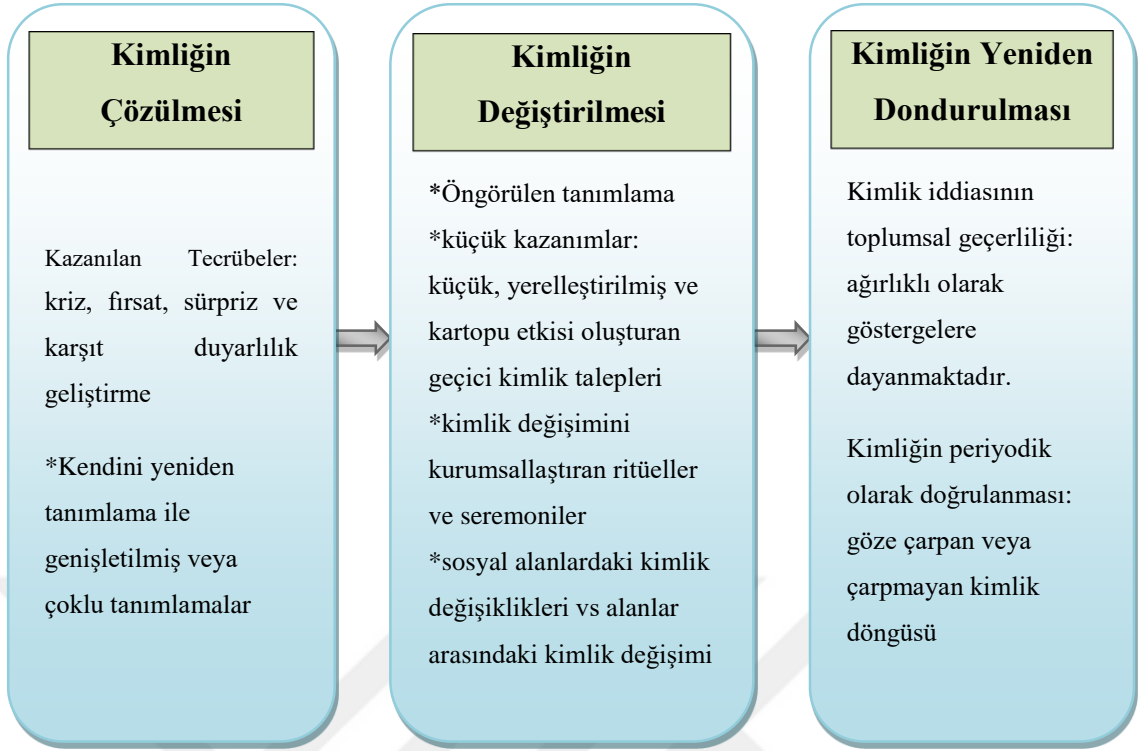 Kimliğin
Çözülmesi
Kazanılan Tecrübeler:
kriz, fırsat, sürpriz ve
karşıt duyarlılık
geliştirme
*Kendini yeniden
tanımlama ile
genişletilmiş veya
çoklu tanımlamalar
Kimliğin
Değiştirilmesi
*Öngörülen tanımlama
*küçük kazanımlar:
küçük, yerelleştirilmiş ve
kartopu etkisi oluşturan
geçici kimlik talepleri
*kimlik değişimini
kurumsallaştıran ritüeller
ve seremoniler
*sosyal alanlardaki kimlik
değişiklikleri vs alanlar
arasındaki kimlik değişimi
Kimliğin Yeniden
Dondurulması
Kimlik iddiasının
toplumsal geçerliliği:
ağırlıklı olarak
göstergelere
dayanmaktadır.
Kimliğin periyodik
olarak doğrulanması:
göze çarpan veya
çarpmayan kimlik
döngüsü